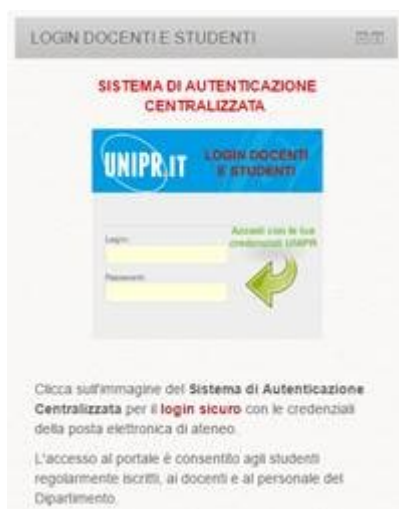 LOGIN DOCENTI E STUDENTI
SISTEMA DI AUTENTICAZIONE
CENTRALIZZATA
UNIPR.IT
LOGIN DOCENTI
E STUDENTI
Accedi con le tue
credenziali UNIPR
Login:
Password:
Clicca sull'immagine del Sistema di Autenticazione
Centralizzata per il login sicuro con le credenziali
della posta elettronica di ateneo.
L'accesso al portale è consentito agli studenti
regolarmente iscritti, ai docenti e al personale del
Dipartimento.